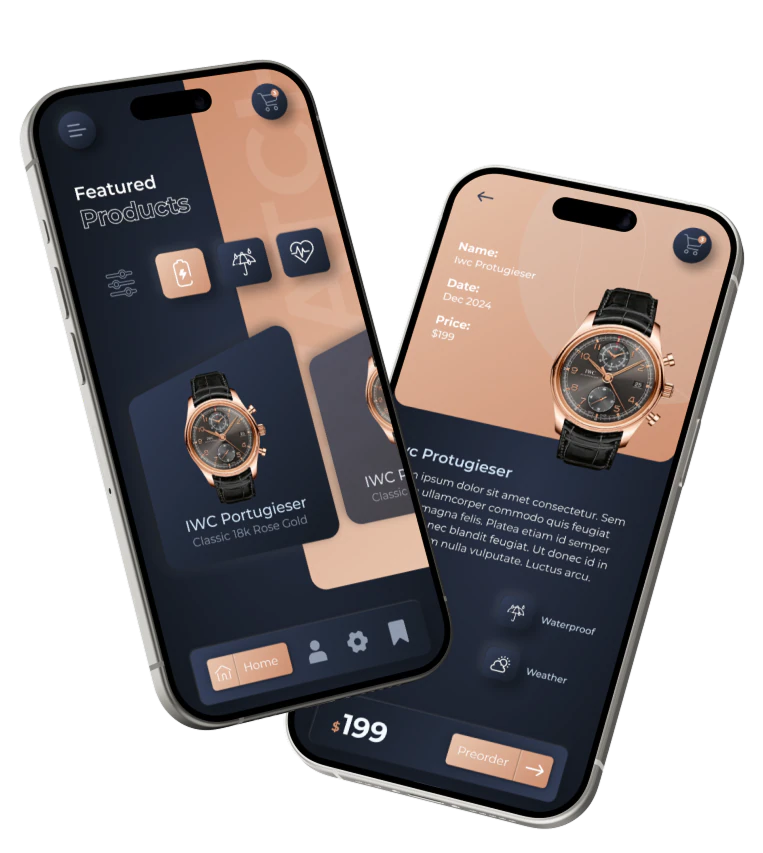 Featured
Products
IWC Portugieser
Classic 18k Rose Gold
IWC
Classic
Home
Name:
Iwc Protugieser
Date:
Dec 2024
Price:
$199
IWC
Protugieser
ipsum dolor sit amet consectetur. Sem
ullamcorper commodo quis feugiat
magna felis. Platea etiam id semper
nec blandit feugiat. Ut donec id in
nulla vulputate. Luctus arcu.
Waterproof
Weather
$199
Preorder